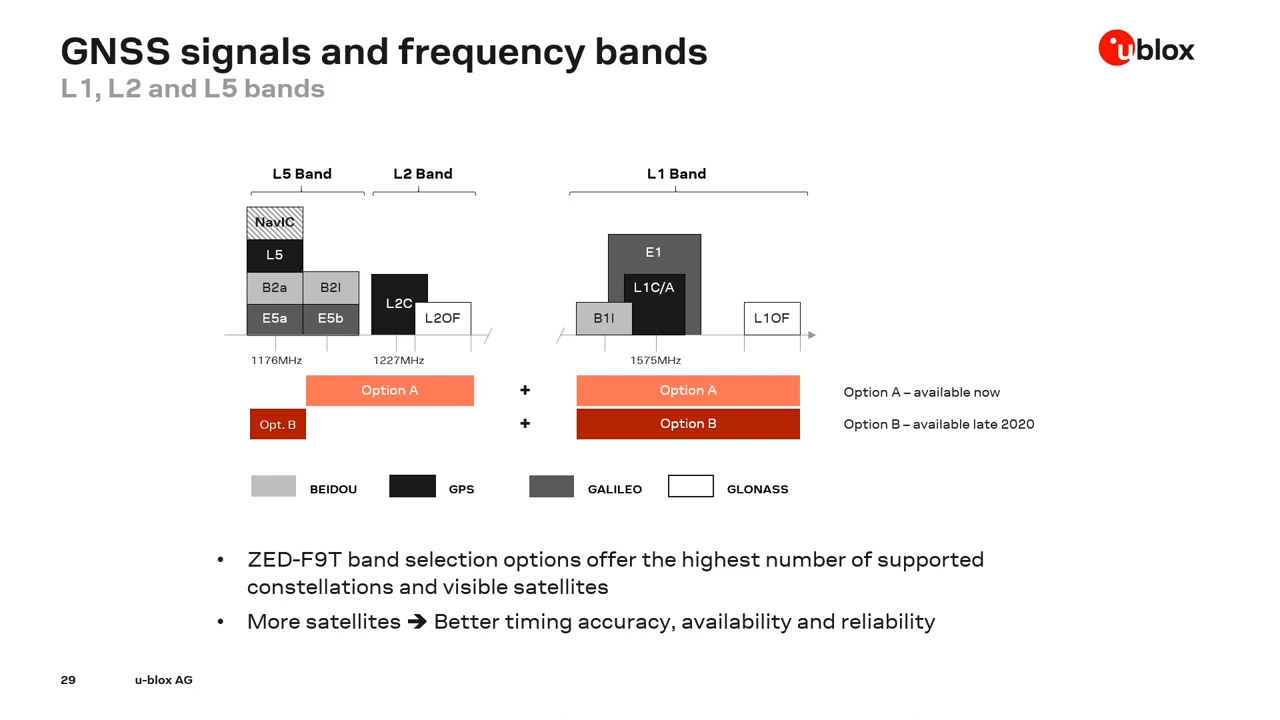 GNSS signals and frequency bands
L1, L2 and L5 bands
ublox
L5 Band
L2 Band
L1 Band
NavIC
L5
B2a
B2I
E5a
E5b
L2C
L2OF
E1
L1C/A
B1I
L1OF
1176MHz
1227MHz
1575MHz
Option A
+
Option A
Option A – available now
Opt. B
+
Option B
Option B – available late 2020
BEIDOU
GPS
GALILEO
GLONASS
• ZED-F9T band selection options offer the highest number of supported
constellations and visible satellites
• More satellites ➔ Better timing accuracy, availability and reliability
29
u-blox AG